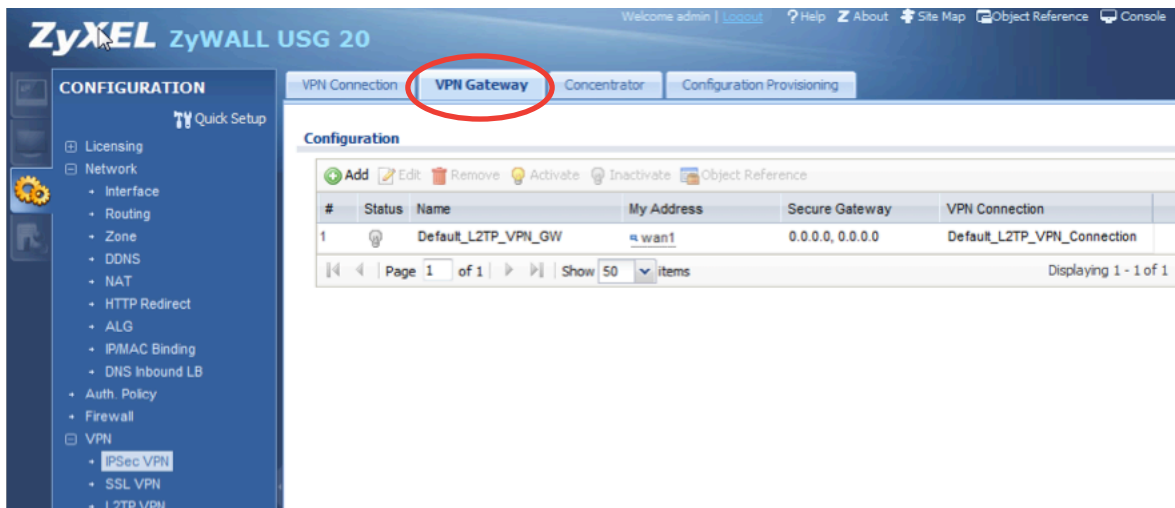 Welcome admin | Logout ?Help Z About Site Map Object Reference Console
ZyXEL ZyWALL USG 20
CONFIGURATION
Quick Setup
Licensing
Network
Interface
Routing
Zone
DDNS
NAT
HTTP Redirect
ALG
IP/MAC Binding
DNS Inbound LB
Auth. Policy
Firewall
VPN
IPSec VPN
SSL VPN
L2TP VPN
VPN Connection VPN Gateway Concentrator Configuration Provisioning
Configuration
Add Edit Remove Activate Inactivate Object Reference
# Status Name My Address Secure Gateway VPN Connection
1 Default_L2TP_VPN_GW wan1 0.0.0.0, 0.0.0.0 Default_L2TP_VPN_Connection
Page 1 of 1 Show 50 items Displaying 1 - 1 of 1